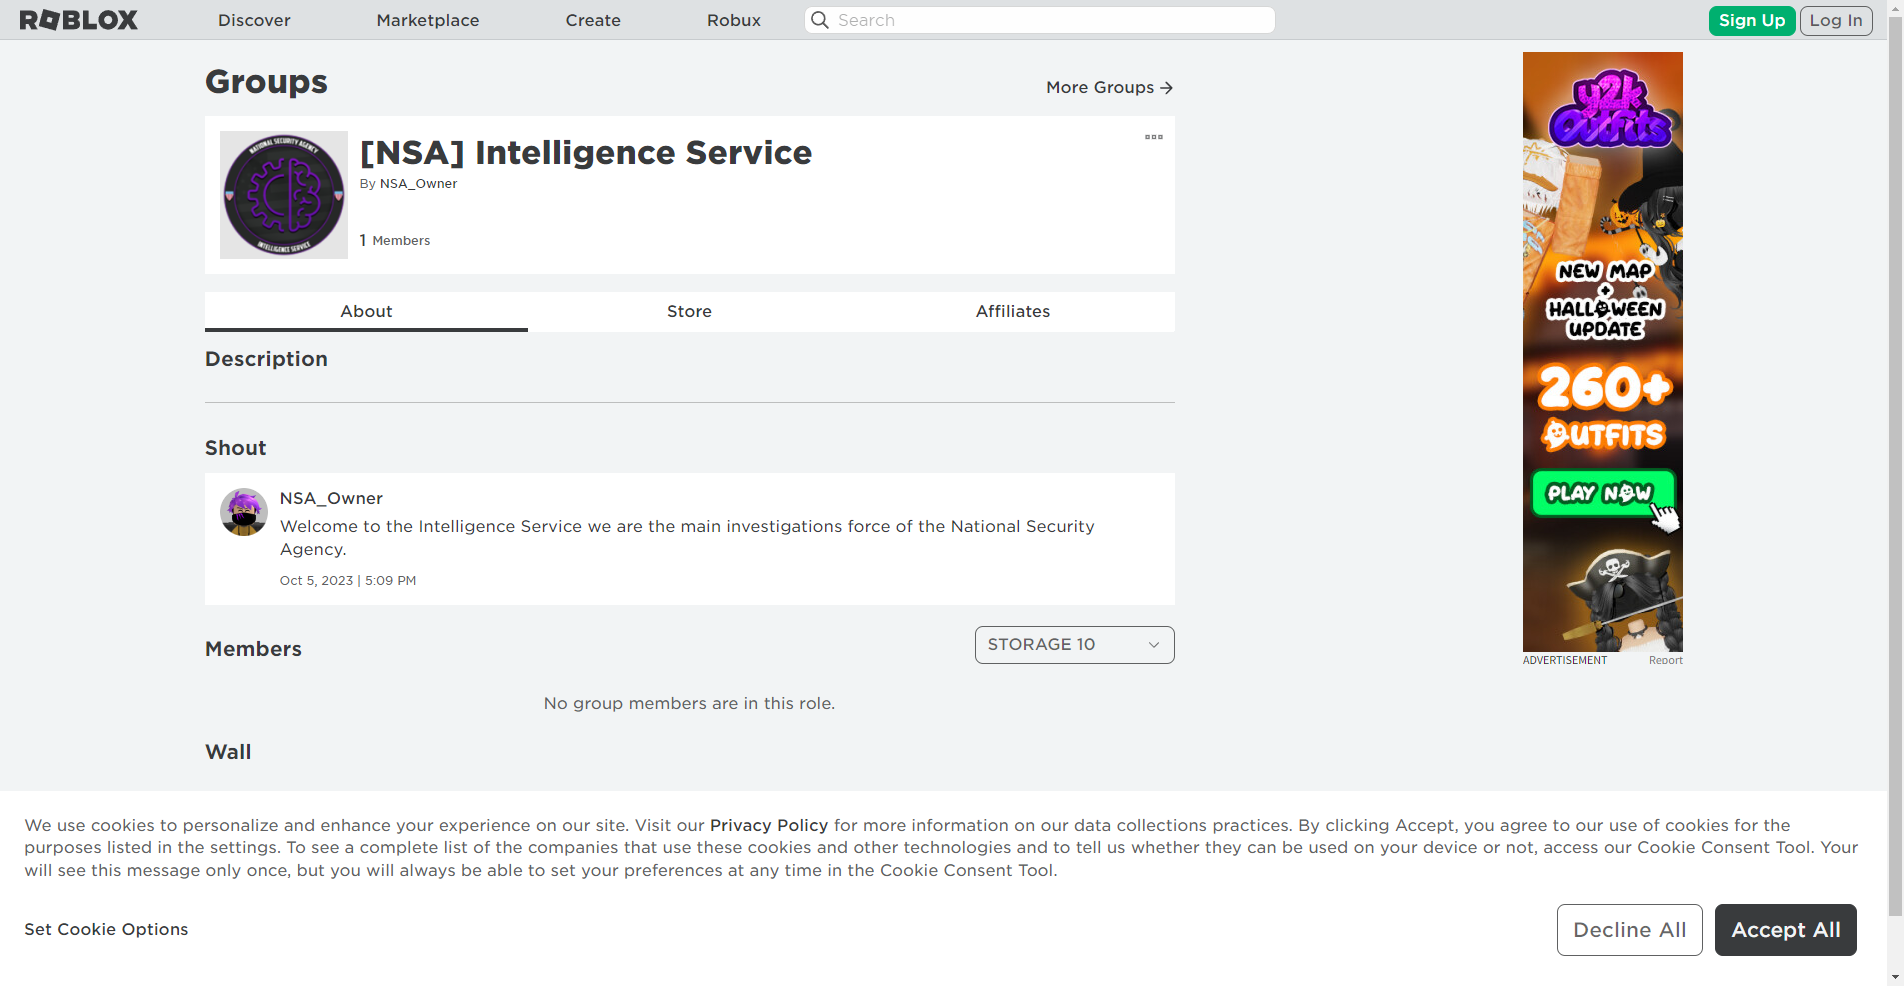 ROBLOX
Discover
Marketplace
Create
Robux
Search
Sign Up
Log In
Groups
More Groups
NATIONAL SECURITY AGENCY
INTELLIGENCE SERVICE
[NSA] Intelligence Service
By NSA_Owner
1 Members
About
Store
Affiliates
Description
Shout
NSA_Owner
Welcome to the Intelligence Service we are the main investigations force of the National Security
Agency.
Oct 5, 2023 | 5:09 PM
Members
STORAGE 10
No group members are in this role.
Wall
y2k
Outfits
NEW MAP
+
HALLOWEEN
UPDATE
260+
OUTFITS
PLAY NOW
ADVERTISEMENT
Report
We use cookies to personalize and enhance your experience on our site. Visit our Privacy Policy for more information on our data collections practices. By clicking Accept, you agree to our use of cookies for the
purposes listed in the settings. To see a complete list of the companies that use these cookies and other technologies and to tell us whether they can be used on your device or not, access our Cookie Consent Tool. Your
will see this message only once, but you will always be able to set your preferences at any time in the Cookie Consent Tool.
Set Cookie Options
Decline All
Accept All